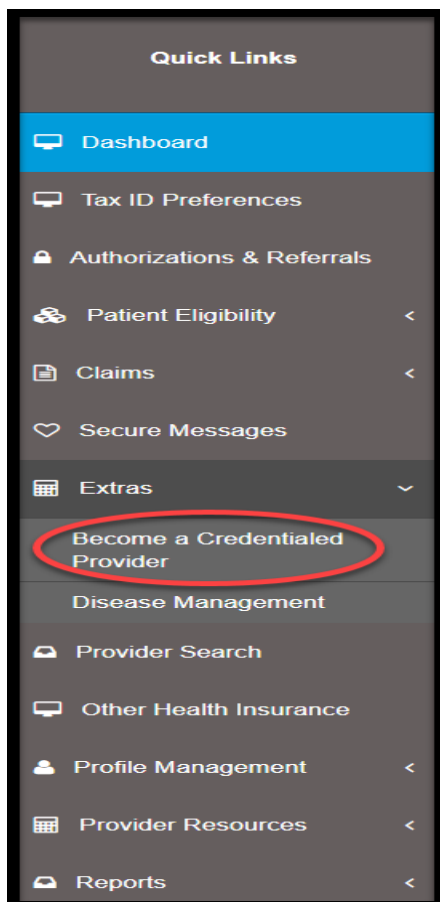 Quick Links
Dashboard
Tax ID Preferences
Authorizations & Referrals
Patient Eligibility
Claims
Secure Messages
Extras
Become a Credentialed
Provider
Disease Management
Provider Search
Other Health Insurance
Profile Management
Provider Resources
Reports